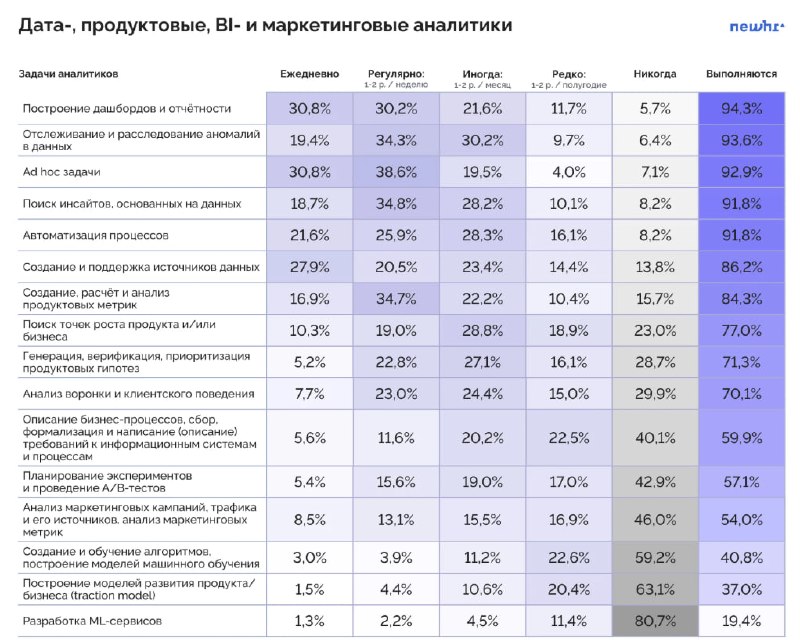 Дата-, продуктовые, BI- и маркетинговые аналитики
newhr
Задачи аналитиков Ежедневно Регулярно: Иногда: Редко: Никогда Выполняются
1-2 р. / неделю 1-2 р. / месяц 1-2 р. / полугодие
Построение дашбордов и отчётности 30,8% 30,2% 21,6% 11,7% 5,7% 94,3%
Отслеживание и расследование аномалий
в данных 19,4% 34,3% 30,2% 9,7% 6,4% 93,6%
Ad hoc задачи 30,8% 38,6% 19,5% 4,0% 7,1% 92,9%
Поиск инсайтов, основанных на данных 18,7% 34,8% 28,2% 10,1% 8,2% 91,8%
Автоматизация процессов 21,6% 25,9% 28,3% 16,1% 8,2% 91,8%
Создание и поддержка источников данных 27,9% 20,5% 23,4% 14,4% 13,8% 86,2%
Создание, расчёт и анализ
продуктовых метрик 16,9% 34,7% 22,2% 10,4% 15,7% 84,3%
Поиск точек роста продукта и/или
бизнеса 10,3% 19,0% 28,8% 18,9% 23,0% 77,0%
Генерация, верификация, приоритизация
продуктовых гипотез 5,2% 22,8% 27,1% 16,1% 28,7% 71,3%
Анализ воронки и клиентского поведения 7,7% 23,0% 24,4% 15,0% 29,9% 70,1%
Описание бизнес-процессов, сбор,
формализация и написание (описание)
требований к информационным системам
и процессам 5,6% 11,6% 20,2% 22,5% 40,1% 59,9%
Планирование экспериментов
и проведение A/B-тестов 5,4% 15,6% 19,0% 17,0% 42,9% 57,1%
Анализ маркетинговых кампаний, трафика
и его источников, анализ маркетинговых
метрик 8,5% 13,1% 15,5% 16,9% 46,0% 54,0%
Создание и обучение алгоритмов,
построение моделей машинного обучения 3,0% 3,9% 11,2% 22,6% 59,2% 40,8%
Построение моделей развития продукта/
бизнеса (traction model) 1,5% 4,4% 10,6% 20,4% 63,1% 37,0%
Разработка ML-сервисов 1,3% 2,2% 4,5% 11,4% 80,7% 19,4%